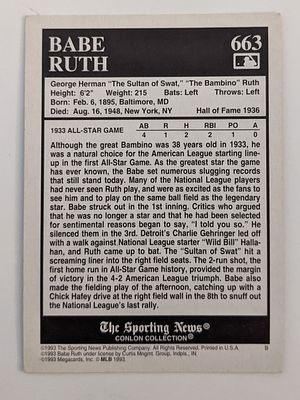 BABE
RUTH
663
George Herman "The Sultan of Swat," "The Bambino" Ruth
Height: 6'2" Weight: 215 Bats: Left Throws: Left
Born: Feb. 6, 1895, Baltimore, MD
Died: Aug. 16, 1948, New York, NY Hall of Fame 1936
1933 ALL-STAR GAME AB R H RBI PO A
4 1 2 2 1 0
Although the great Bambino was 38 years old in 1933, he
was a natural choice for the American League starting line-
up in the first All-Star Game. As the greatest star the game
has ever known, the Babe set numerous slugging records
that still stand today. Many of the National League players
had never seen Ruth play, and were as excited as the fans to
see him and to play on the same ball field as the legendary
star. Babe struck out in the 1st inning. Critics who argued
that he was no longer a star and that he had been selected
for sentimental reasons began to say, "I told you so." He
silenced them in the 3rd. Detroit's Charlie Gehringer led off
with a walk against National League starter "Wild Bill" Halla-
han, and Ruth came up to bat. The "Sultan of Swat" hit a
screaming liner into the right field seats. The 2-run shot, the
first home run in All-Star Game history, provided the margin
of victory in the 4-2 American League triumph. Babe also
made the fielding play of the afternoon, catching up with a
Chick Hafey drive at the right field wall in the 8th to snuff out
the National League's last rally.
The Sporting News®
CONLON COLLECTION™
©1993 The Sporting News Publishing Company. All Rights Reserved. Printed in U.S.A. B
©1993 Babe Ruth under license by Curtis Mngmt. Group, Indpls., IN.
©1993 Megacards, Inc. © MLB 1993.